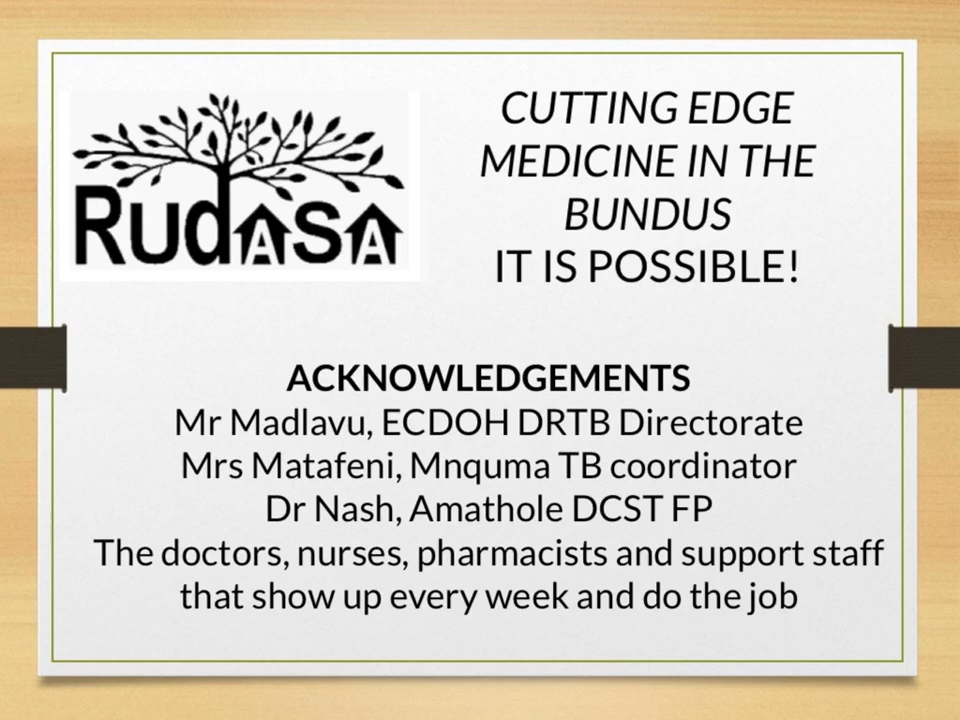 RudASA
CUTTING EDGE
MEDICINE IN THE
BUNDUS
IT IS POSSIBLE!
ACKNOWLEDGEMENTS
Mr Madlavu, ECDOH DRTB Directorate
Mrs Matafeni, Mnquma TB coordinator
Dr Nash, Amathole DCST FP
The doctors, nurses, pharmacists and support staff
that show up every week and do the job